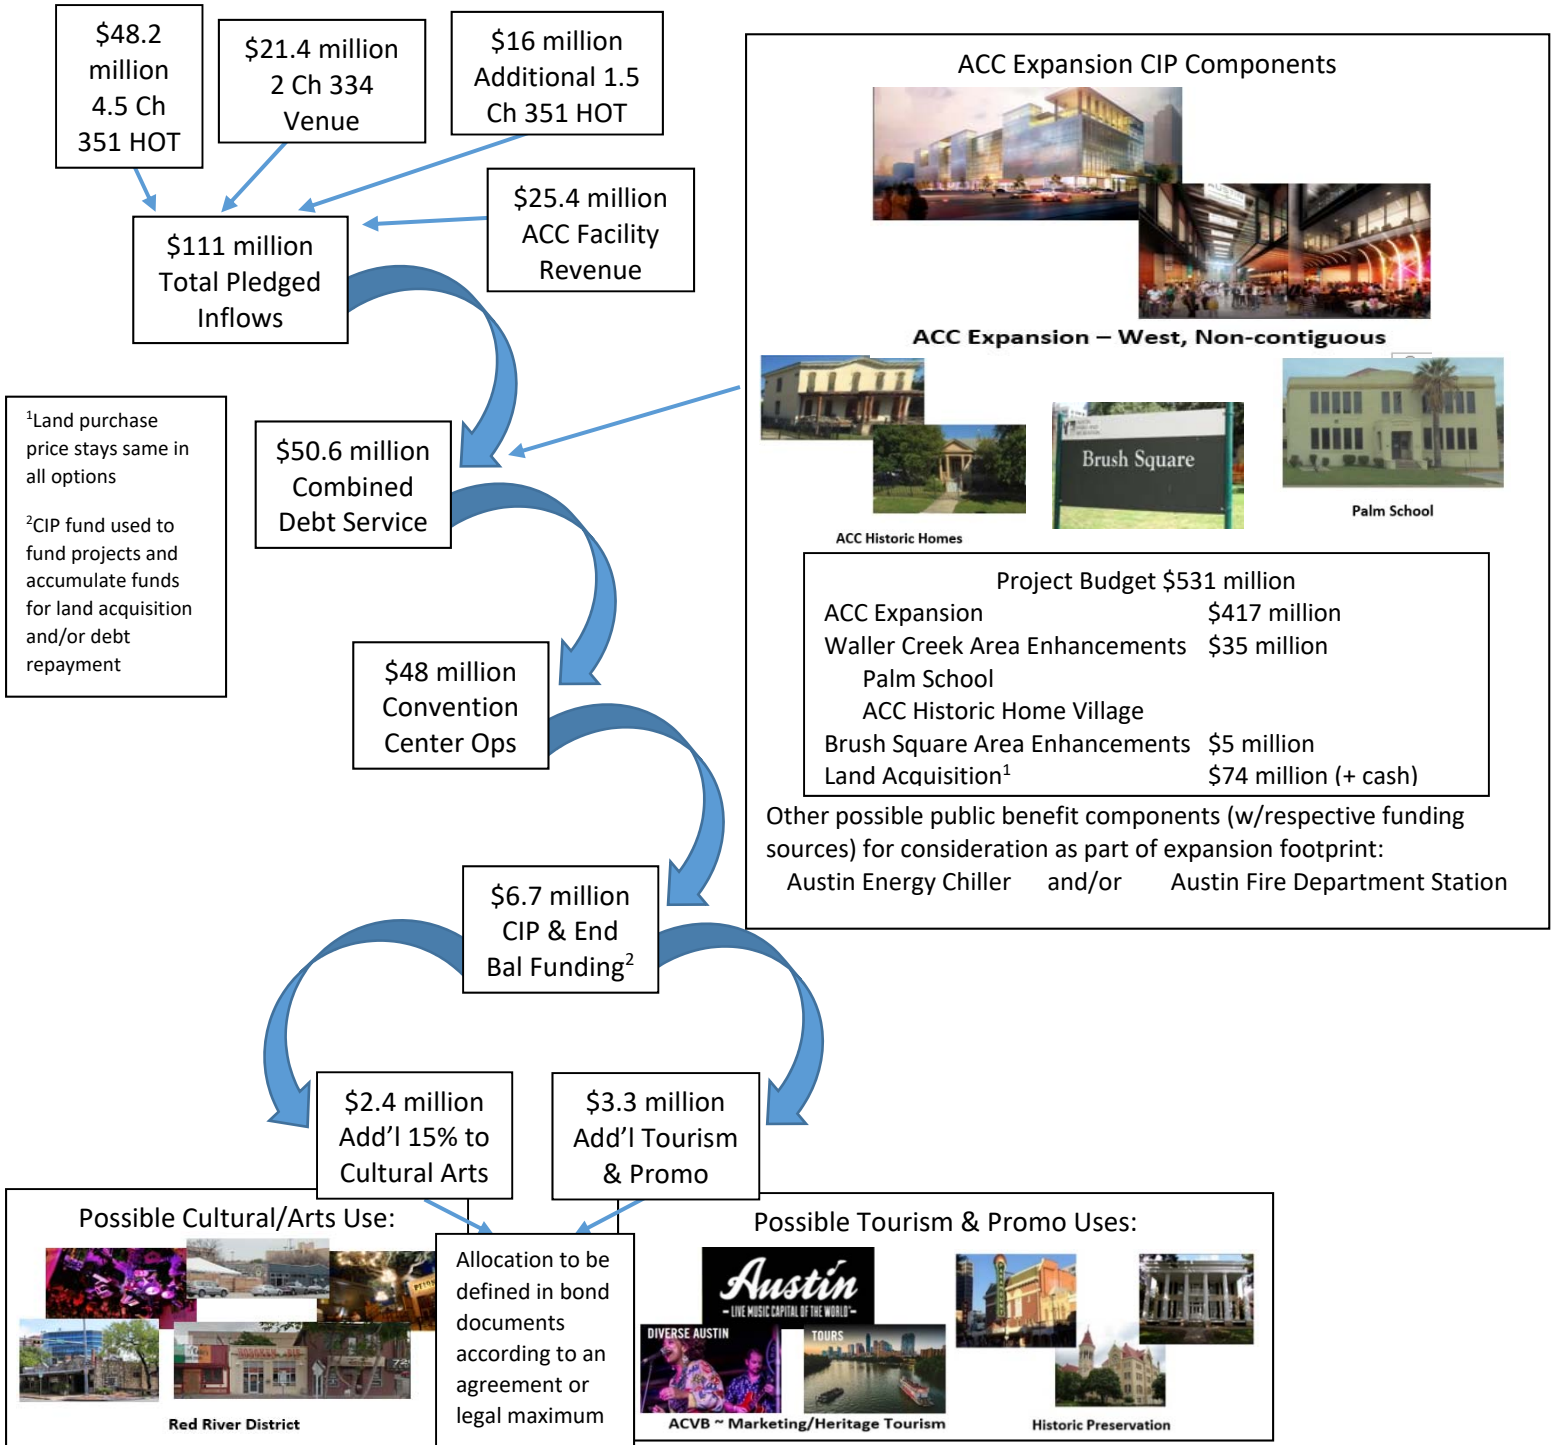 $48.2
million
4.5 Ch
351 HOT
$21.4 million
2 Ch 334
Venue
$16 million
Additional 1.5
Ch 351 HOT
$25.4 million
ACC Facility
Revenue
$111 million
Total Pledged
Inflows
¹Land purchase
price stays same in
all options
²CIP fund used to
fund projects and
accumulate funds
for land acquisition
and/or debt
repayment
$50.6 million
Combined
Debt Service
$48 million
Convention
Center Ops
$6.7 million
CIP & End
Bal Funding²
$2.4 million
Add’l 15% to
Cultural Arts
$3.3 million
Add’l Tourism
& Promo
ACC Expansion CIP Components
ACC Expansion – West, Non-contiguous
Brush Square
ACC Historic Homes
Palm School
Project Budget $531 million
ACC Expansion $417 million
Waller Creek Area Enhancements $35 million
Palm School
ACC Historic Home Village
Brush Square Area Enhancements $5 million
Land Acquisition¹ $74 million (+ cash)
Other possible public benefit components (w/respective funding
sources) for consideration as part of expansion footprint:
Austin Energy Chiller and/or Austin Fire Department Station
Possible Cultural/Arts Use:
Red River District
Allocation to be
defined in bond
documents
according to an
agreement or
legal maximum
Possible Tourism & Promo Uses:
Austin
– LIVE MUSIC CAPITAL OF THE WORLD –
DIVERSE AUSTIN
TOURS
ACVB ~ Marketing/Heritage Tourism
Historic Preservation